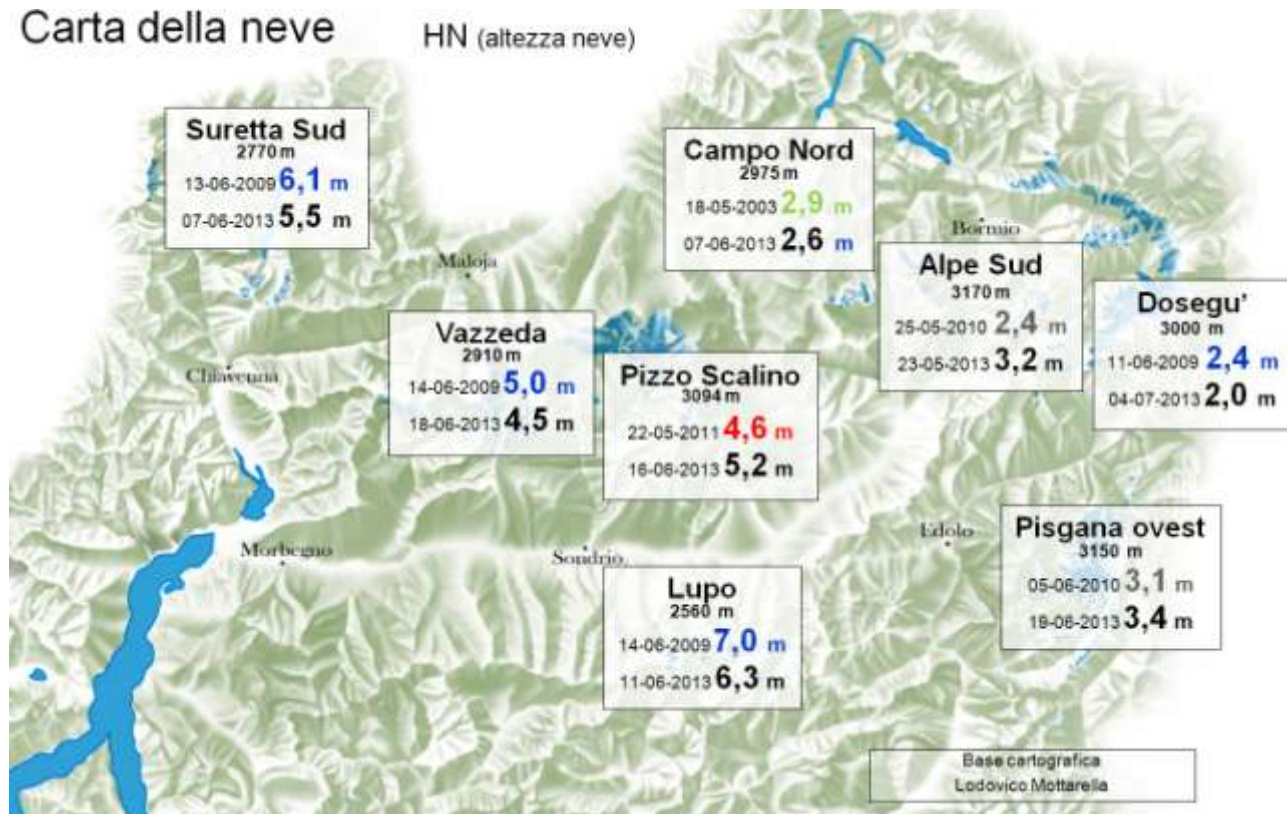 Carta della neve
HN (altezza neve)
Suretta Sud
2770 m
13-06-2009 6,1 m
07-06-2013 5,5 m
Campo Nord
2975 m
18-05-2003 2,9 m
07-06-2013 2,6 m
Bormio
Alpe Sud
3170 m
25-05-2010 2,4 m
23-05-2013 3,2 m
Dosegu'
3000 m
11-06-2009 2,4 m
04-07-2013 2,0 m
Maloja
Vazzeda
2910 m
14-06-2009 5,0 m
18-06-2013 4,5 m
Chiavenna
Pizzo Scalino
3094 m
22-05-2011 4,6 m
16-06-2013 5,2 m
Pisgana ovest
3150 m
05-06-2010 3,1 m
19-06-2013 3,4 m
Edolo
Morbegno
Sondrio
Lupo
2560 m
14-06-2009 7,0 m
11-06-2013 6,3 m
Base cartografica
Lodovico Mottarella